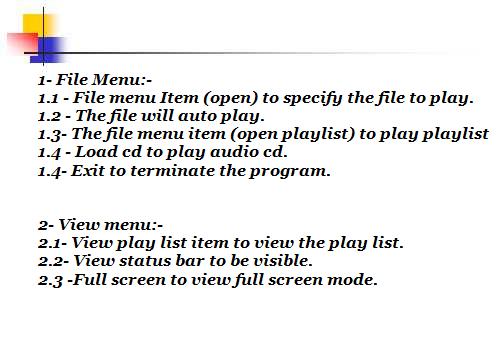 1- File Menu:-
1.1 - File menu Item (open) to specify the file to play.
1.2 - The file will auto play.
1.3- The file menu item (open playlist) to play playlist
1.4 - Load cd to play audio cd.
1.4- Exit to terminate the program.
2- View menu:-
2.1- View play list item to view the play list.
2.2- View status bar to be visible.
2.3 -Full screen to view full screen mode.